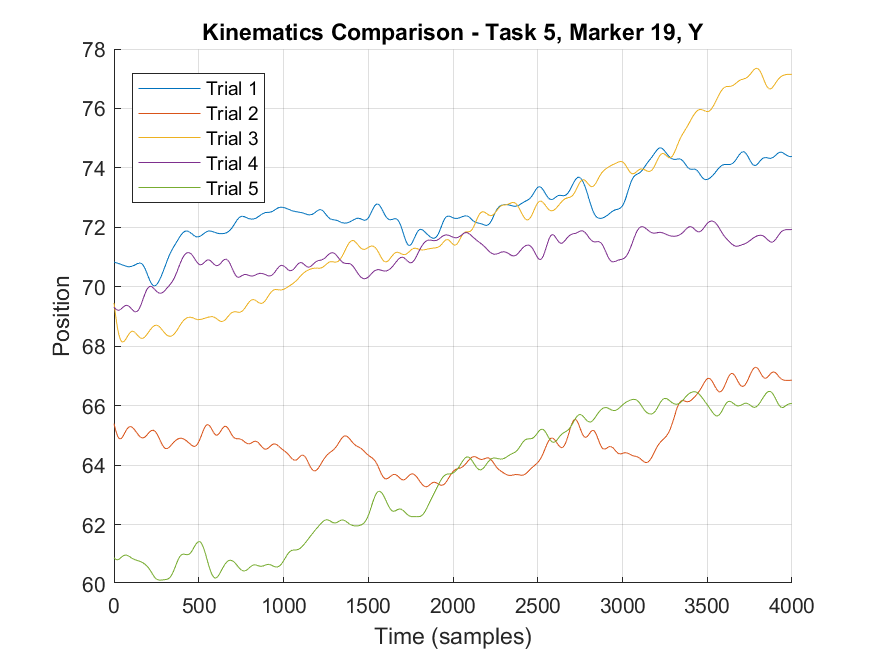 Kinematics Comparison - Task 5, Marker 19, Y
78
76
74
72
70
68
66
64
62
60
Position
Trial 1
Trial 2
Trial 3
Trial 4
Trial 5
0 500 1000 1500 2000 2500 3000 3500 4000
Time (samples)